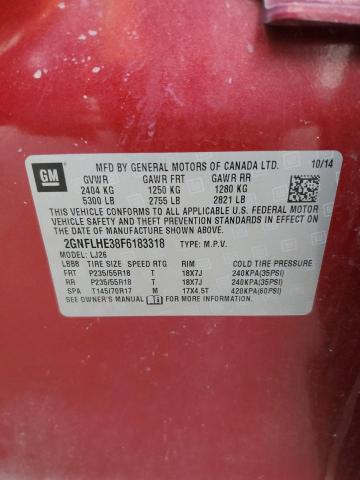 GM
MFD BY GENERAL MOTORS OF CANADA LTD. 10/14
GVWR GAWR FRT GAWR RR
2404 KG 1250 KG 1280 KG
5300 LB 2755 LB 2821 LB
THIS VEHICLE CONFORMS TO ALL APPLICABLE U.S. FEDERAL
MOTOR VEHICLE SAFETY AND THEFT PREVENTION STANDARDS IN EFFECT ON
THE DATE OF MANUFACTURE SHOWN ABOVE.
2GNFLHE38F6183318 TYPE: M.P.V.
MODEL: LJ26
LBBB TIRE SIZE SPEED RTG RIM COLD TIRE PRESSURE
FRT P235/55R18 T 18X7J 240KPA(35PSI)
RR P235/55R18 T 18X7J 240KPA(35PSI)
SPA T145/70R17 M 17X4.5T 420KPA(60PSI)
SEE OWNER'S MANUAL FOR MORE INFORMATION.